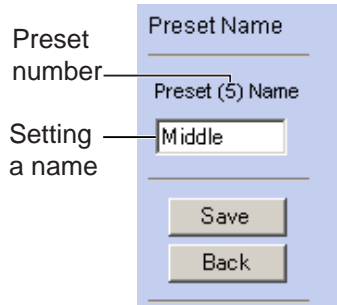 Preset Name
Preset
number
Preset (5) Name
Setting
a name
Middle
Save
Back